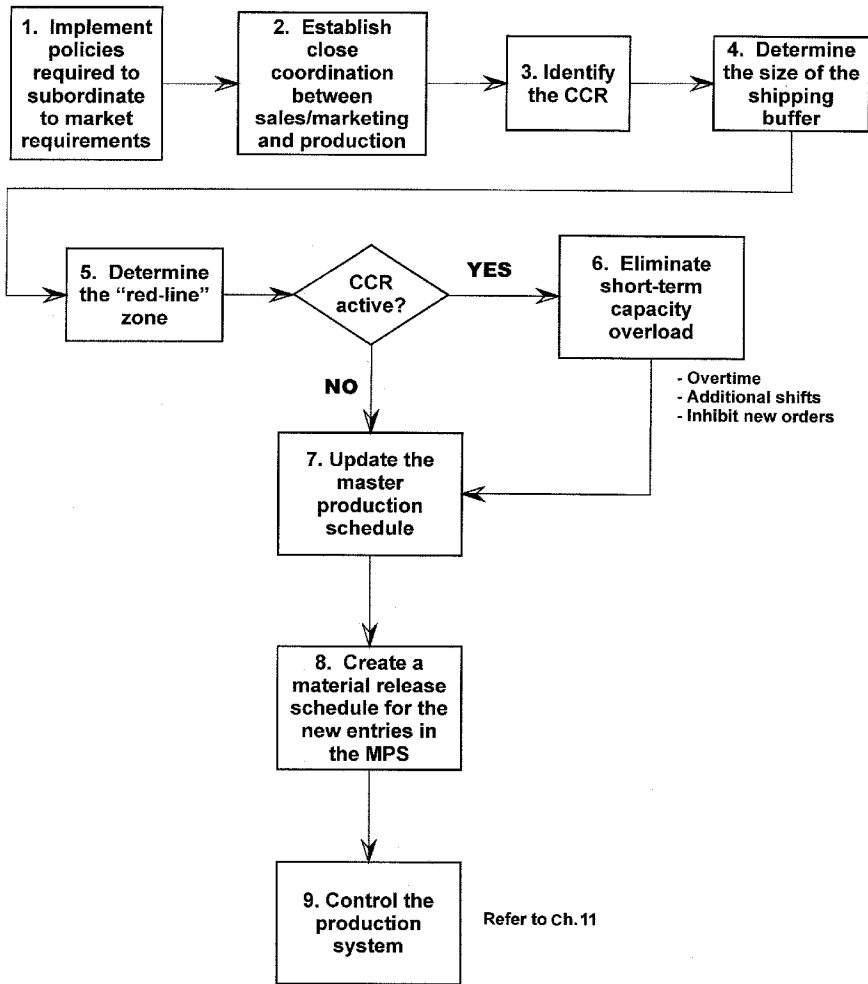 1. Implement
policies
required to
subordinate
to market
requirements
2. Establish
close
coordination
between
sales/marketing
and production
3. Identify
the CCR
4. Determine
the size of the
shipping
buffer
5. Determine
the “red-line”
zone
CCR
active?
YES
6. Eliminate
short-term
capacity
overload
NO
- Overtime
- Additional shifts
- Inhibit new orders
7. Update the
master
production
schedule
8. Create a
material release
schedule for the
new entries in
the MPS
9. Control the
production
system
Refer to Ch. 11